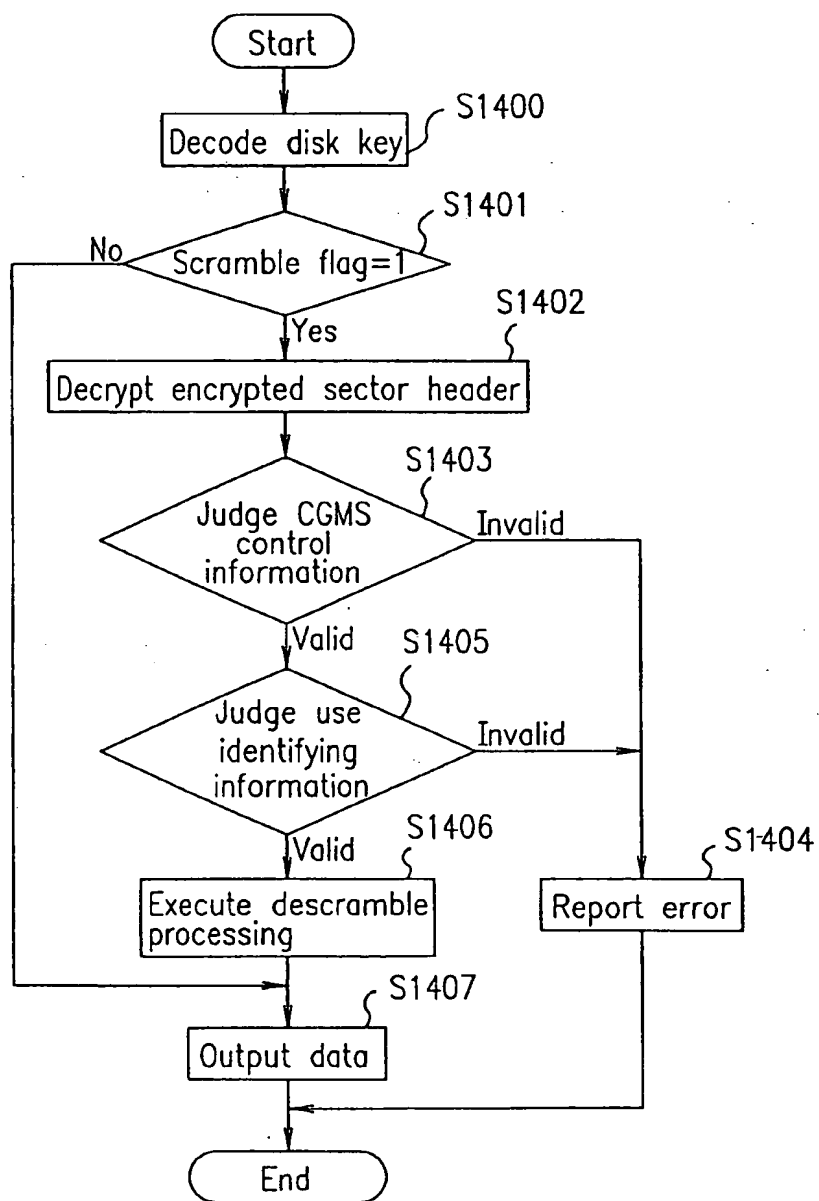 Start
S1400
Decode disk key
S1401
No
Scramble flag=1
Yes
S1402
Decrypt encrypted sector header
S1403
Judge CGMS
control
information
Invalid
Valid
S1405
Judge use
identifying
information
Invalid
Valid
S1406
S1404
Execute descramble
processing
Report error
S1407
Output data
End